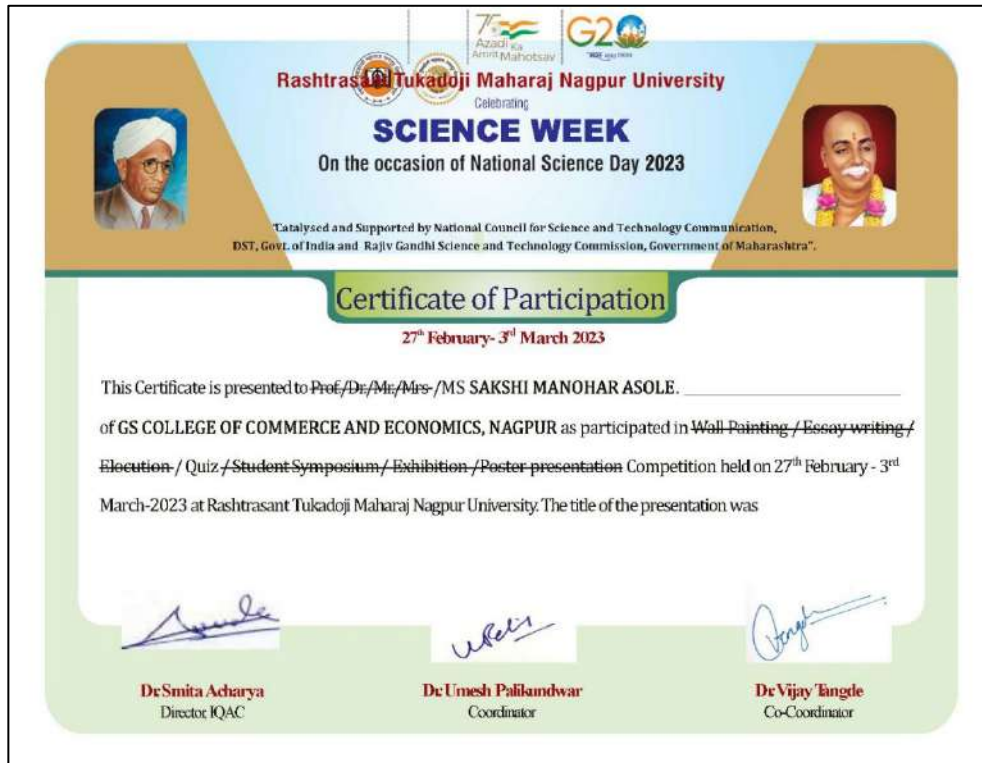 75 Azadi Ka Amrit Mahotsav
G20
Rashtrasant Tukadoji Maharaj Nagpur University
Celebrating
SCIENCE WEEK
On the occasion of National Science Day 2023
"Catalysed and Supported by National Council for Science and Technology Communication,
DST, Govt. of India and Rajiv Gandhi Science and Technology Commission, Government of Maharashtra".
Certificate of Participation
27th February- 3rd March 2023
This Certificate is presented to Prof./Dr./Mr./Mrs-/MS SAKSHI MANOHAR ASOLE.
of GS COLLEGE OF COMMERCE AND ECONOMICS, NAGPUR as participated in Wall Painting / Essay writing /
Elocution / Quiz / Student Symposium / Exhibition / Poster presentation Competition held on 27th February - 3rd
March-2023 at Rashtrasant Tukadoji Maharaj Nagpur University. The title of the presentation was
Dr. Smita Acharya
Director, IQAC
Dr. Umesh Palikundwar
Coordinator
Dr. Vijay Tangde
Co-Coordinator